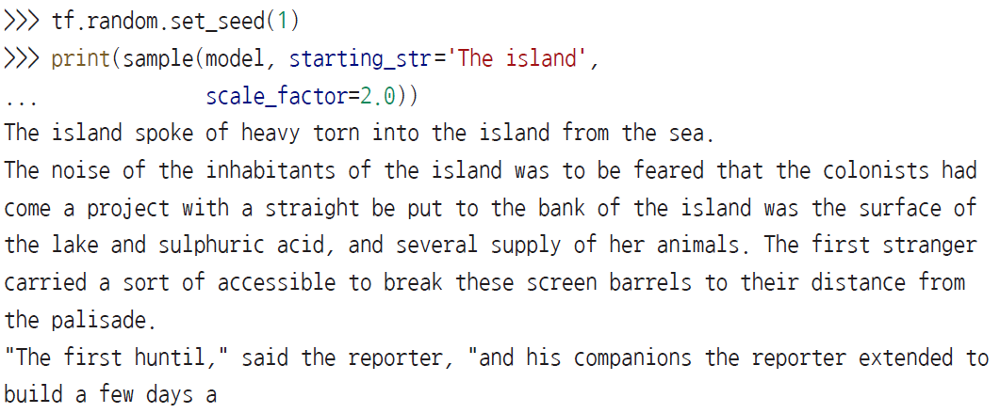 >>> tf.random.set_seed(1)
>>> print(sample(model, starting_str='The island',
...              scale_factor=2.0))
The island spoke of heavy torn into the island from the sea.
The noise of the inhabitants of the island was to be feared that the colonists had
come a project with a straight be put to the bank of the island was the surface of
the lake and sulphuric acid, and several supply of her animals. The first stranger
carried a sort of accessible to break these screen barrels to their distance from
the palisade.
"The first huntil," said the reporter, "and his companions the reporter extended to
build a few days a